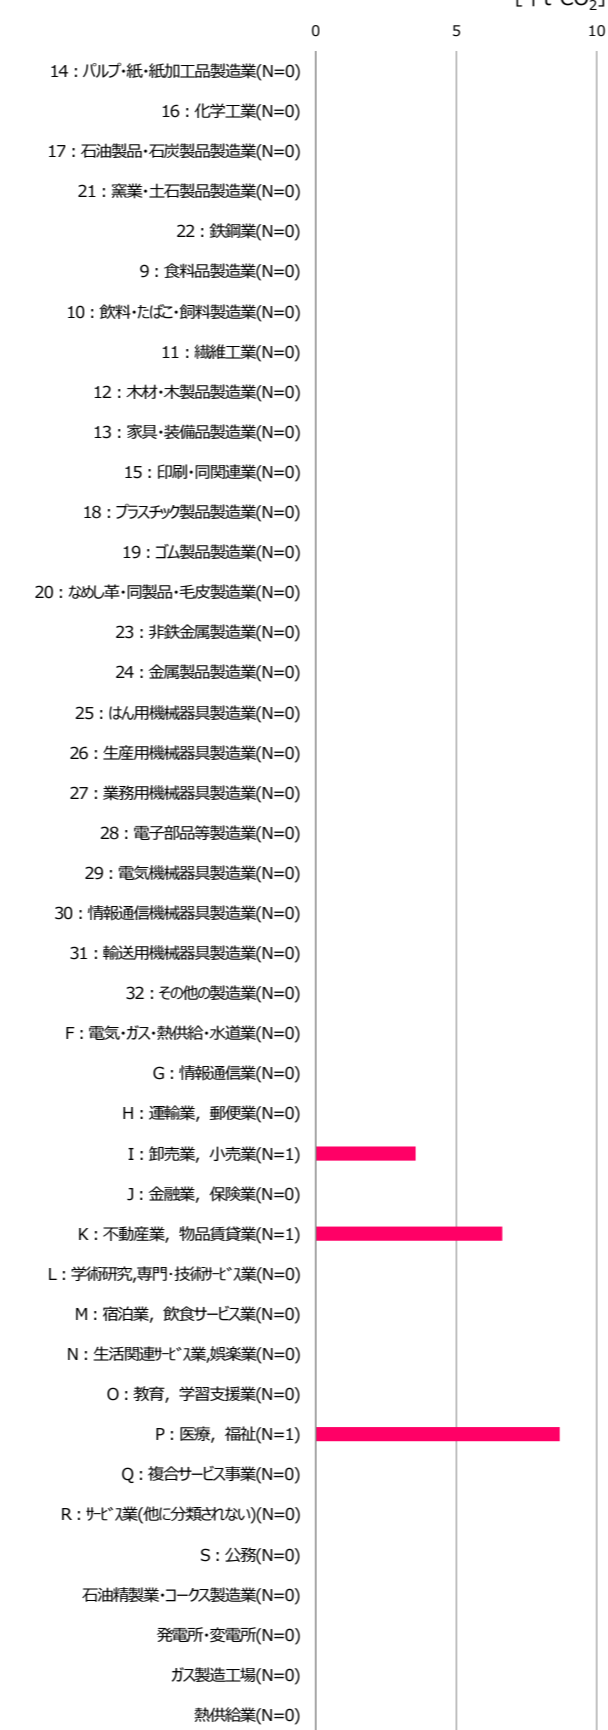 0 5 10
14：パルプ・紙・紙加工品製造業(N=0)
16：化学工業(N=0)
17：石油製品・石炭製品製造業(N=0)
21：窯業・土石製品製造業(N=0)
22：鉄鋼業(N=0)
9：食料品製造業(N=0)
10：飲料・たばこ・飼料製造業(N=0)
11：繊維工業(N=0)
12：木材・木製品製造業(N=0)
13：家具・装備品製造業(N=0)
15：印刷・同関連業(N=0)
18：プラスチック製品製造業(N=0)
19：ゴム製品製造業(N=0)
20：なめし革・同製品・毛皮製造業(N=0)
23：非鉄金属製造業(N=0)
24：金属製品製造業(N=0)
25：はん用機械器具製造業(N=0)
26：生産用機械器具製造業(N=0)
27：業務用機械器具製造業(N=0)
28：電子部品等製造業(N=0)
29：電気機械器具製造業(N=0)
30：情報通信機械器具製造業(N=0)
31：輸送用機械器具製造業(N=0)
32：その他の製造業(N=0)
F：電気・ガス・熱供給・水道業(N=0)
G：情報通信業(N=0)
H：運輸業，郵便業(N=0)
I：卸売業，小売業(N=1)
J：金融業，保険業(N=0)
K：不動産業，物品賃貸業(N=1)
L：学術研究,専門・技術ｻｰﾋﾞｽ業(N=0)
M：宿泊業，飲食サービス業(N=0)
N：生活関連ｻｰﾋﾞｽ業,娯楽業(N=0)
O：教育，学習支援業(N=0)
P：医療，福祉(N=1)
Q：複合サービス事業(N=0)
R：ｻｰﾋﾞｽ業(他に分類されない)(N=0)
S：公務(N=0)
石油精製業・コークス製造業(N=0)
発電所・変電所(N=0)
ガス製造工場(N=0)
熱供給業(N=0)